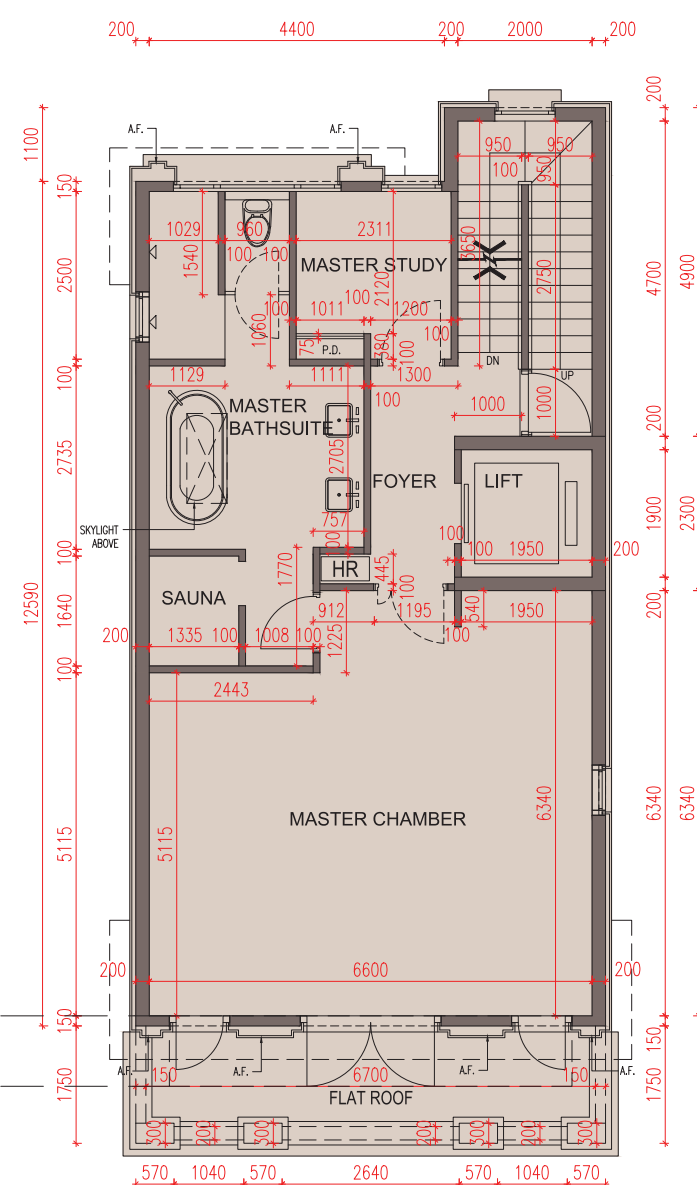 200 4400 200 2000 200
A.F. A.F.
1100 200
150 950 950
100 950
1029 960 2311
1540 100 100 3650
MASTER STUDY
2500 2120 2750 4700 4900
100 1011 100 1200
1060 75 380 100 100
P.D.
DN UP
100 1129 1111 1300
100 1000 1000 200
MASTER
BATHSUITE
2735 2705
FOYER LIFT
757
SKYLIGHT
ABOVE
1900 2300
100 100 100 1950 200
HR
1770 445 100
SAUNA
12590 1640 912 1195 540 1950 200
200 1335 100 1008 100 1225 100
100 2443
MASTER CHAMBER
5115 5115 6340 6340 6340
200 6600 200
150 150
A.F. 150 A.F. 6700 A.F. 150 A.F.
1750 1750
FLAT ROOF
300 200 300 200 300 200 300
570 1040 570 2640 570 1040 570